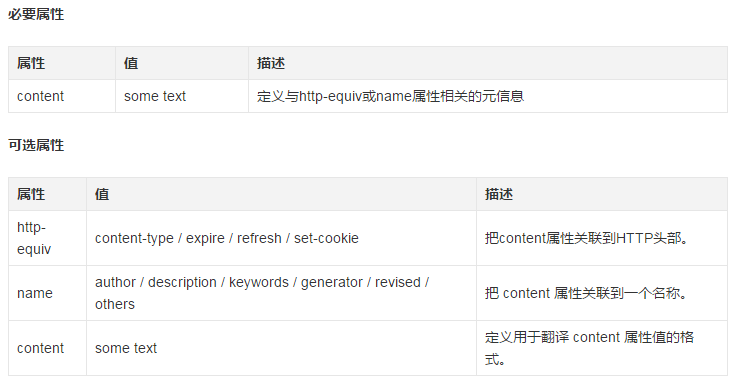 必要属性
属性 值 描述
content some text 定义与http-equiv或name属性相关的元信息
可选属性
属性 值 描述
http-
equiv content-type / expire / refresh / set-cookie 把content属性关联到HTTP头部。
name author / description / keywords / generator / revised /
others 把 content 属性关联到一个名称。
content some text 定义用于翻译 content 属性值的格
式。